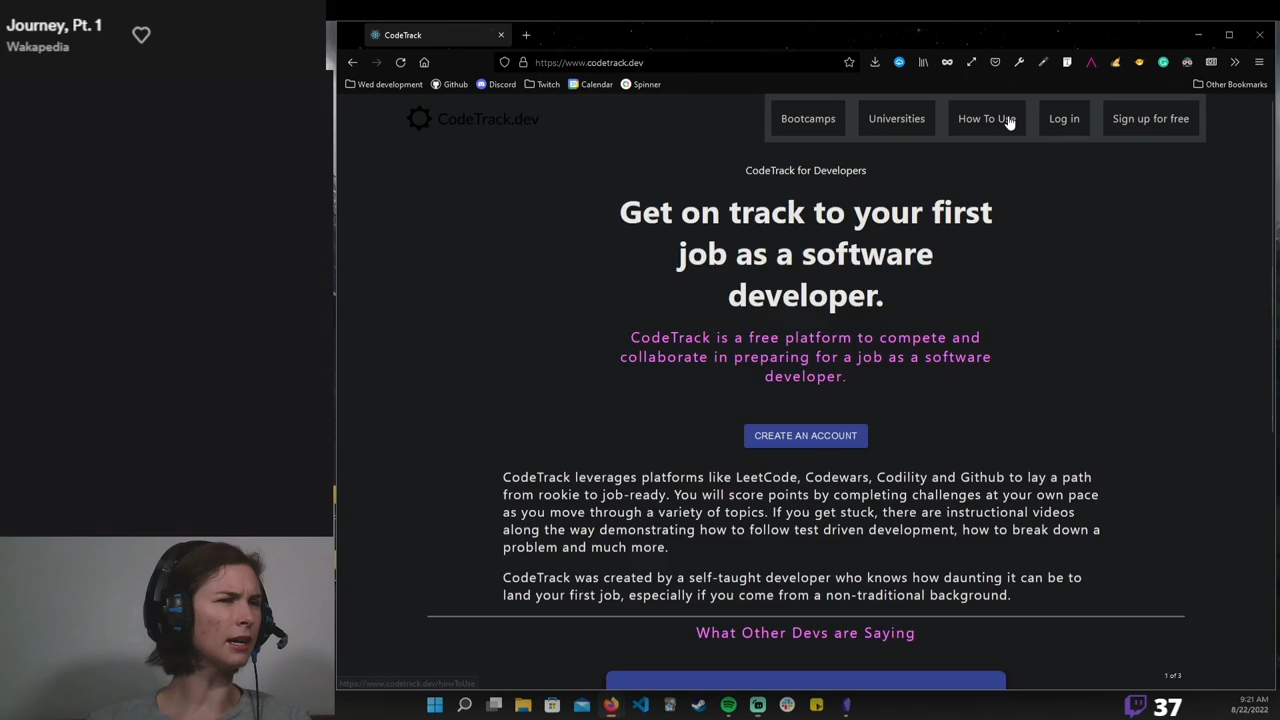 Journey, Pt. 1
Wakapedia
CodeTrack
https://www.codetrack.dev
Wed development
Github
Discord
Twitch
Calendar
Spinner
Other Bookmarks
CodeTrack.dev
Bootcamps
Universities
How To Use
Log in
Sign up for free
CodeTrack for Developers
Get on track to your first
job as a software
developer.
CodeTrack is a free platform to compete and
collaborate in preparing for a job as a software
developer.
CREATE AN ACCOUNT
CodeTrack leverages platforms like LeetCode, Codewars, Codility and Github to lay a path
from rookie to job-ready. You will score points by completing challenges at your own pace
as you move through a variety of topics. If you get stuck, there are instructional videos
along the way demonstrating how to follow test driven development, how to break down a
problem and much more.
CodeTrack was created by a self-taught developer who knows how daunting it can be to
land your first job, especially if you come from a non-traditional background.
What Other Devs are Saying
1 of 3
https://www.codetrack.dev/howToUse
37
9:21 AM
8/22/2022